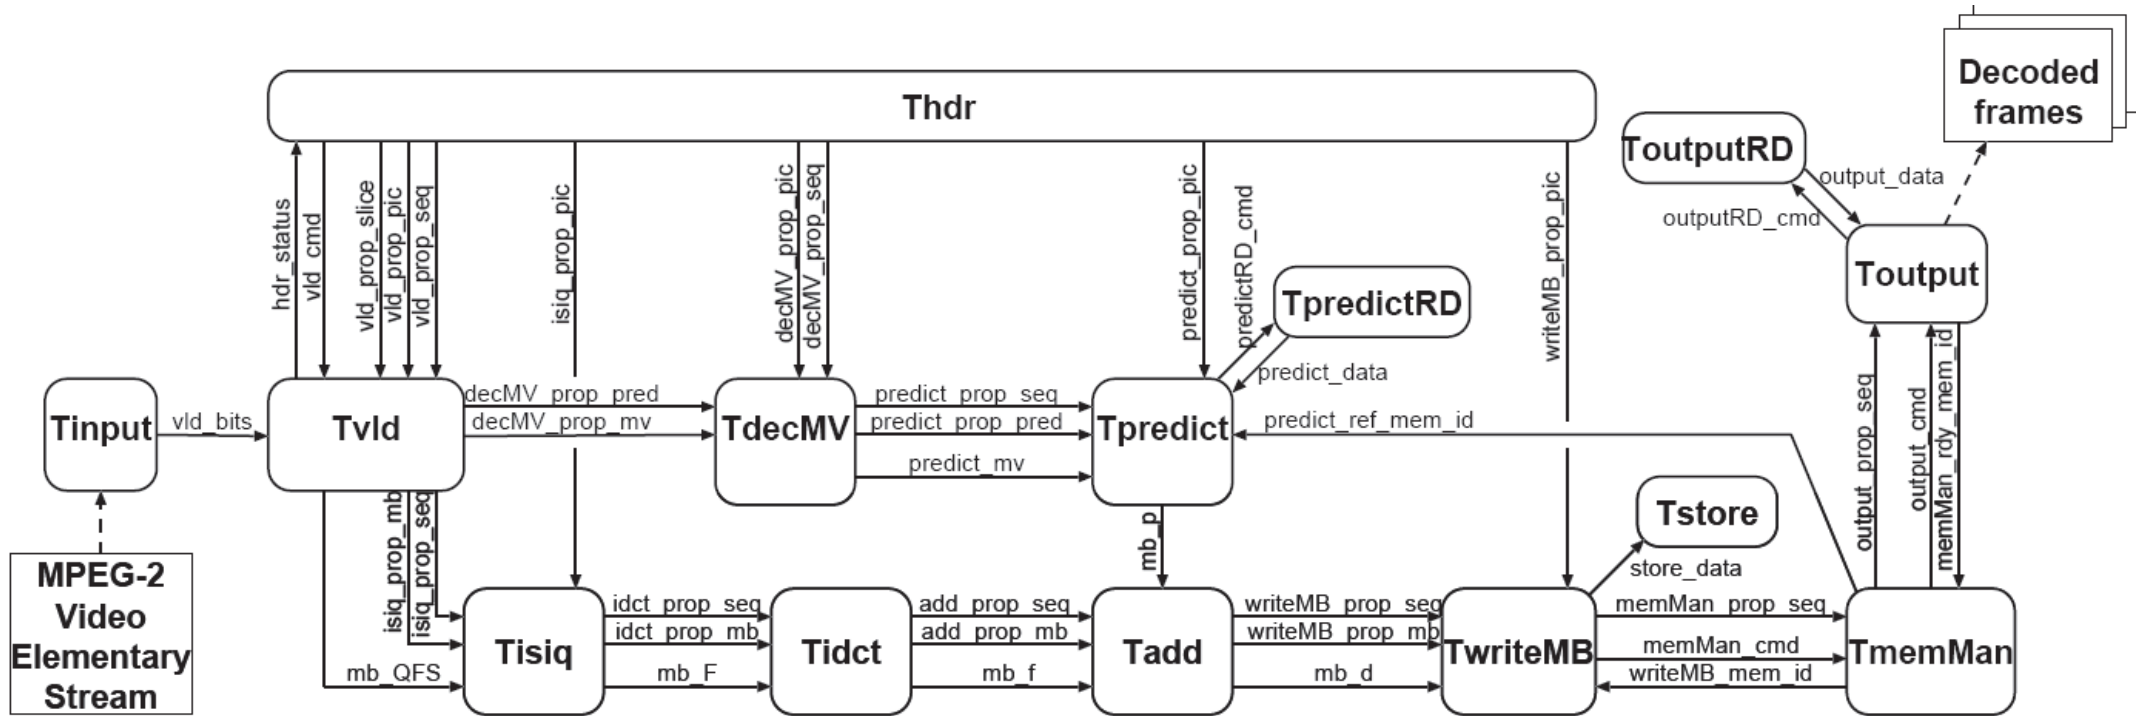 Thdr
Decoded
frames
ToutputRD
output_data
outputRD_cmd
Toutput
hdr_status
vld_cmd
vld_prop_slice
vld_prop_pic
vld_prop_seq
isiq_prop_pic
decMV_prop_pic
decMV_prop_seq
predict_prop_pic
predictRD_cmd
TpredictRD
predict_data
writeMB_prop_pic
Tinput
vld_bits
Tvld
decMV_prop_pred
decMV_prop_mv
TdecMV
predict_prop_seq
predict_prop_pred
predict_mv
Tpredict
predict_ref_mem_id
output_prop_seq
output_cmd
memMan_rdy_mem_id
MPEG-2
Video
Elementary
Stream
isiq_prop_mb
isiq_prop_seq
mb_QFS
Tisiq
idct_prop_seq
idct_prop_mb
mb_F
Tidct
add_prop_seq
add_prop_mb
mb_f
mb_p
Tadd
writeMB_prop_seq
writeMB_prop_mb
mb_d
TwriteMB
Tstore
store_data
memMan_prop_seq
memMan_cmd
writeMB_mem_id
TmemMan